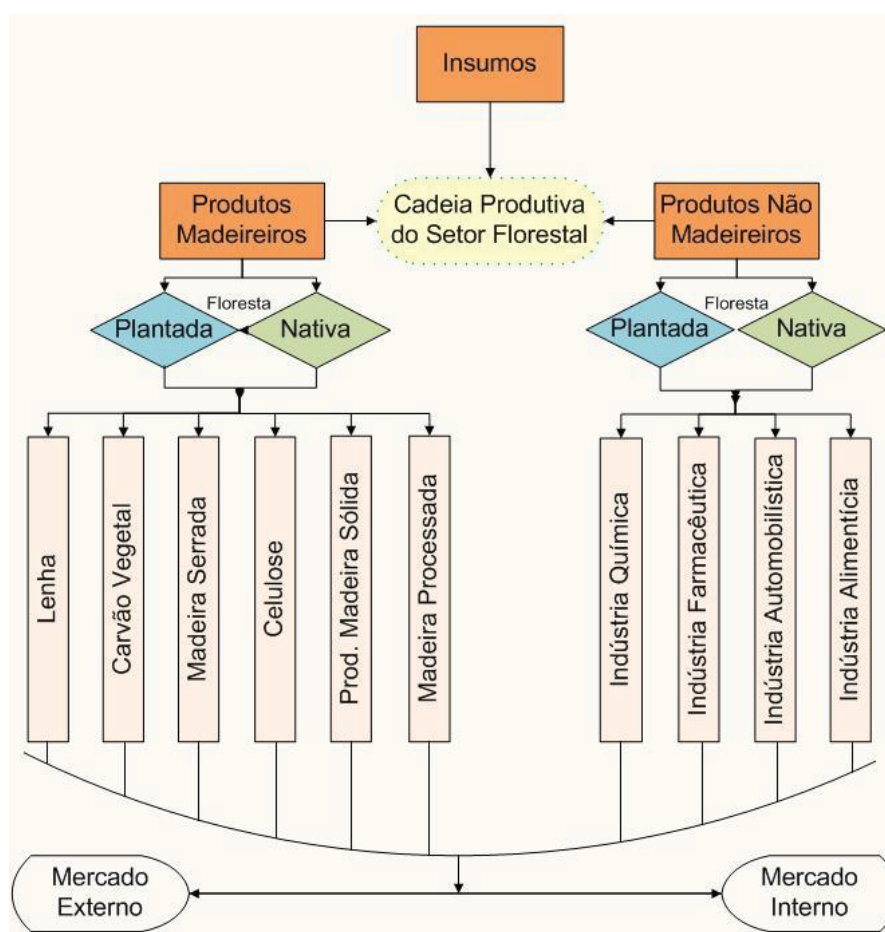 Insumos
Produtos
Madeireiros
Cadeia Produtiva
do Setor Florestal
Produtos Não
Madeireiros
Floresta
Plantada
Nativa
Floresta
Plantada
Nativa
Lenha
Carvão Vegetal
Madeira Serrada
Celulose
Prod. Madeira Sólida
Madeira Processada
Indústria Química
Indústria Farmacêutica
Indústria Automobilística
Indústria Alimentícia
Mercado
Externo
Mercado
Interno